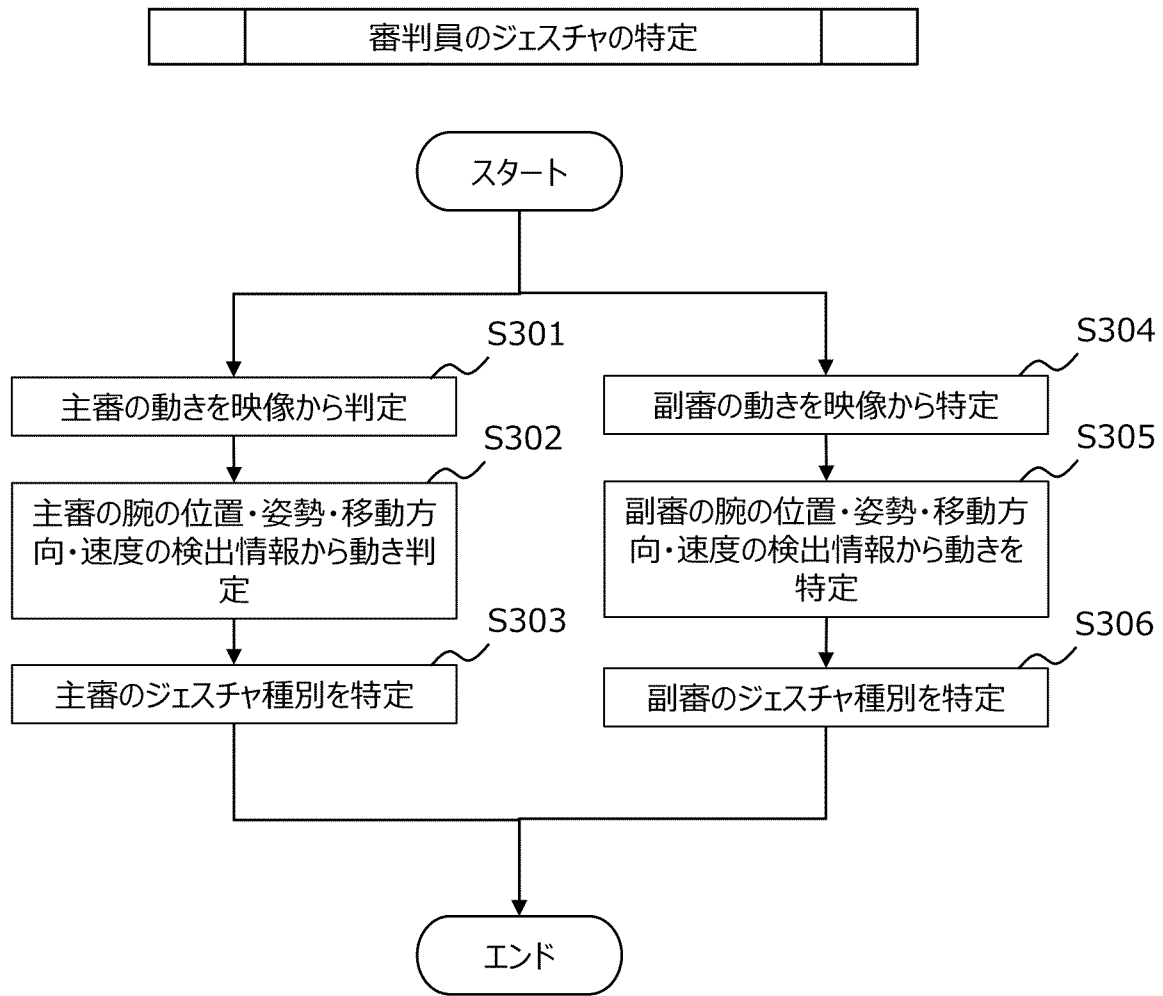 審判員のジェスチャの特定
スタート
S301
主審の動きを映像から判定
S302
主審の腕の位置・姿勢・移動方
向・速度の検出情報から動き判
定
S303
主審のジェスチャ種別を特定
S304
副審の動きを映像から特定
S305
副審の腕の位置・姿勢・移動方
向・速度の検出情報から動きを
特定
S306
副審のジェスチャ種別を特定
エンド